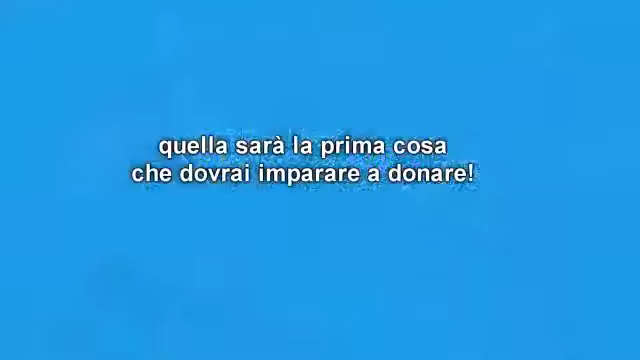 quella sarà la prima cosa
che dovrai imparare a donare!